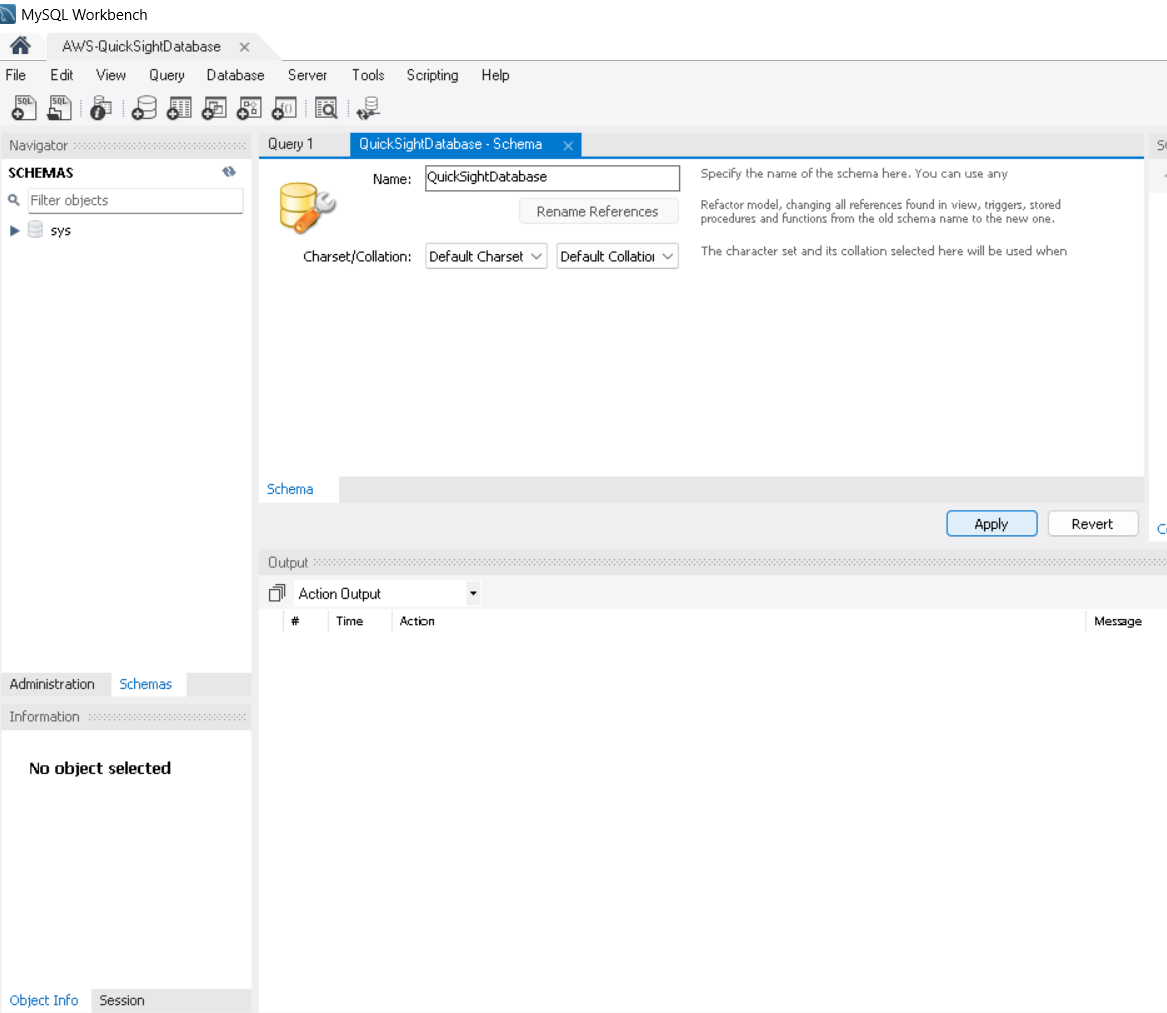 MySQL Workbench
AWS-QuickSightDatabase
File Edit View Query Database Server Tools Scripting Help
SQL SQL
Navigator
SCHEMAS
Filter objects
sys
Administration Schemas
Information
No object selected
Object Info Session
Query 1 QuickSightDatabase - Schema
Name: QuickSightDatabase
Specify the name of the schema here. You can use any
Rename References
Refactor model, changing all references found in view, triggers, stored
procedures and functions from the old schema name to the new one.
Charset/Collation: Default Charset Default Collation
The character set and its collation selected here will be used when
Schema
Apply Revert
Output
Action Output
# Time Action Message